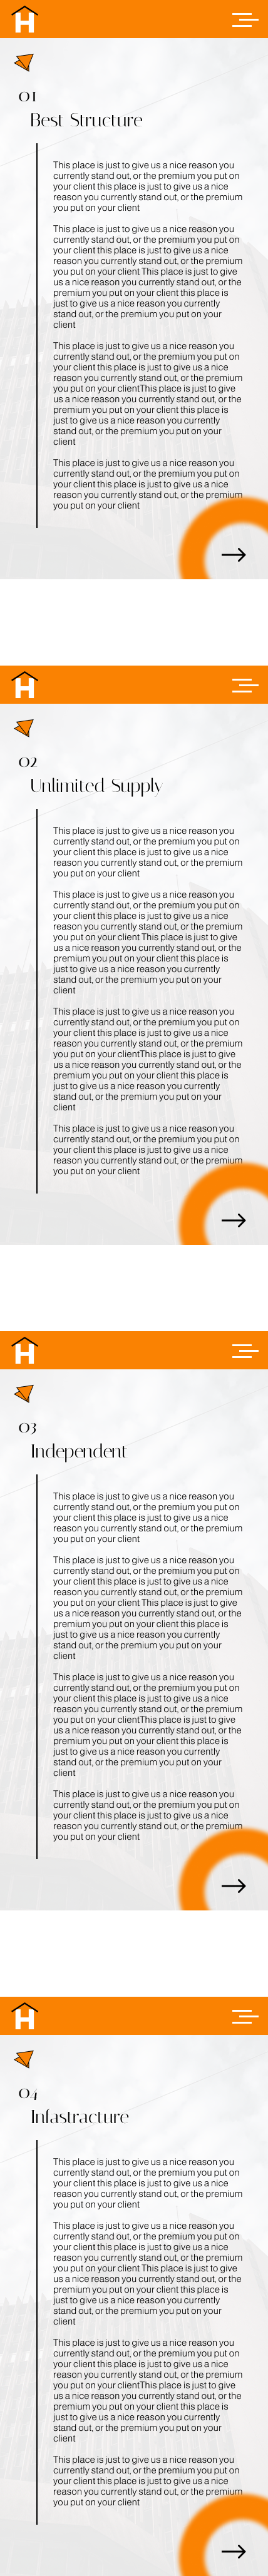 H
01
Best Structure
This place is just to give us a nice reason you
currently stand out, or the premium you put on
your client this place is just to give us a nice
reason you currently stand out, or the premium
you put on your client
This place is just to give us a nice reason you
currently stand out, or the premium you put on
your client this place is just to give us a nice
reason you currently stand out, or the premium
you put on your client This place is just to give
us a nice reason you currently stand out, or the
premium you put on your client this place is
just to give us a nice reason you currently
stand out, or the premium you put on your
client
This place is just to give us a nice reason you
currently stand out, or the premium you put on
your client this place is just to give us a nice
reason you currently stand out, or the premium
you put on your clientThis place is just to give
us a nice reason you currently stand out, or the
premium you put on your client this place is
just to give us a nice reason you currently
stand out, or the premium you put on your
client
This place is just to give us a nice reason you
currently stand out, or the premium you put on
your client this place is just to give us a nice
reason you currently stand out, or the premium
you put on your client
H
02
Unlimited Supply
This place is just to give us a nice reason you
currently stand out, or the premium you put on
your client this place is just to give us a nice
reason you currently stand out, or the premium
you put on your client
This place is just to give us a nice reason you
currently stand out, or the premium you put on
your client this place is just to give us a nice
reason you currently stand out, or the premium
you put on your client This place is just to give
us a nice reason you currently stand out, or the
premium you put on your client this place is
just to give us a nice reason you currently
stand out, or the premium you put on your
client
This place is just to give us a nice reason you
currently stand out, or the premium you put on
your client this place is just to give us a nice
reason you currently stand out, or the premium
you put on your clientThis place is just to give
us a nice reason you currently stand out, or the
premium you put on your client this place is
just to give us a nice reason you currently
stand out, or the premium you put on your
client
This place is just to give us a nice reason you
currently stand out, or the premium you put on
your client this place is just to give us a nice
reason you currently stand out, or the premium
you put on your client
H
03
Independent
This place is just to give us a nice reason you
currently stand out, or the premium you put on
your client this place is just to give us a nice
reason you currently stand out, or the premium
you put on your client
This place is just to give us a nice reason you
currently stand out, or the premium you put on
your client this place is just to give us a nice
reason you currently stand out, or the premium
you put on your client This place is just to give
us a nice reason you currently stand out, or the
premium you put on your client this place is
just to give us a nice reason you currently
stand out, or the premium you put on your
client
This place is just to give us a nice reason you
currently stand out, or the premium you put on
your client this place is just to give us a nice
reason you currently stand out, or the premium
you put on your clientThis place is just to give
us a nice reason you currently stand out, or the
premium you put on your client this place is
just to give us a nice reason you currently
stand out, or the premium you put on your
client
This place is just to give us a nice reason you
currently stand out, or the premium you put on
your client this place is just to give us a nice
reason you currently stand out, or the premium
you put on your client
H
04
Infastracture
This place is just to give us a nice reason you
currently stand out, or the premium you put on
your client this place is just to give us a nice
reason you currently stand out, or the premium
you put on your client
This place is just to give us a nice reason you
currently stand out, or the premium you put on
your client this place is just to give us a nice
reason you currently stand out, or the premium
you put on your client This place is just to give
us a nice reason you currently stand out, or the
premium you put on your client this place is
just to give us a nice reason you currently
stand out, or the premium you put on your
client
This place is just to give us a nice reason you
currently stand out, or the premium you put on
your client this place is just to give us a nice
reason you currently stand out, or the premium
you put on your clientThis place is just to give
us a nice reason you currently stand out, or the
premium you put on your client this place is
just to give us a nice reason you currently
stand out, or the premium you put on your
client
This place is just to give us a nice reason you
currently stand out, or the premium you put on
your client this place is just to give us a nice
reason you currently stand out, or the premium
you put on your client